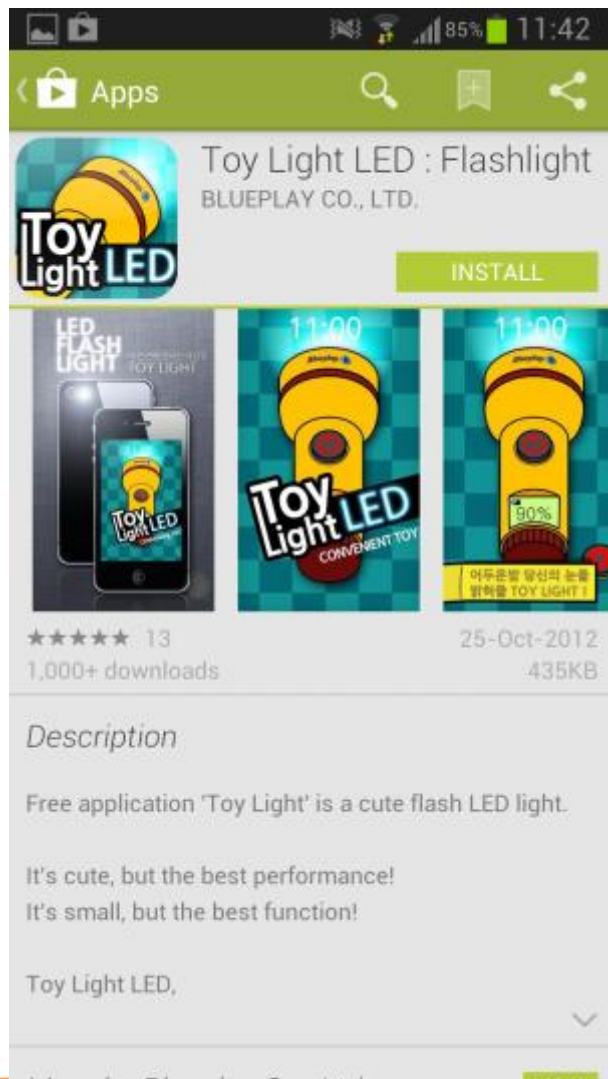 85% 11:42
Apps
Toy Light LED : Flashlight
BLUEPLAY CO., LTD.
Toy
Light LED
INSTALL
LED
FLASH
LIGHT
TOY LIGHT
Toy
Light LED
11:00
Blueplay
Toy
Light LED
CONVENIENT TOY
11:00
Blueplay
90%
어두운밤 당신의 눈을
밝혀줄 TOY LIGHT !
★★★★★ 13
25-Oct-2012
1,000+ downloads
435KB
Description
Free application 'Toy Light' is a cute flash LED light.
It's cute, but the best performance!
It's small, but the best function!
Toy Light LED,